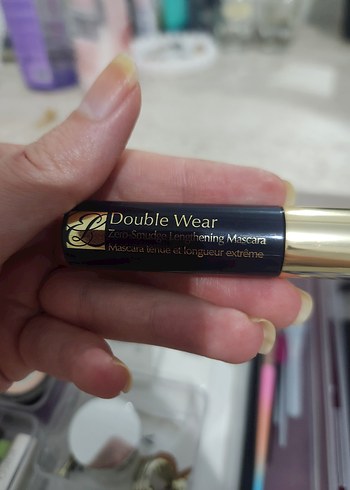 Double Wear
Zero-Smudge Lengthening Mascara
Mascara tenue et longueur extrême